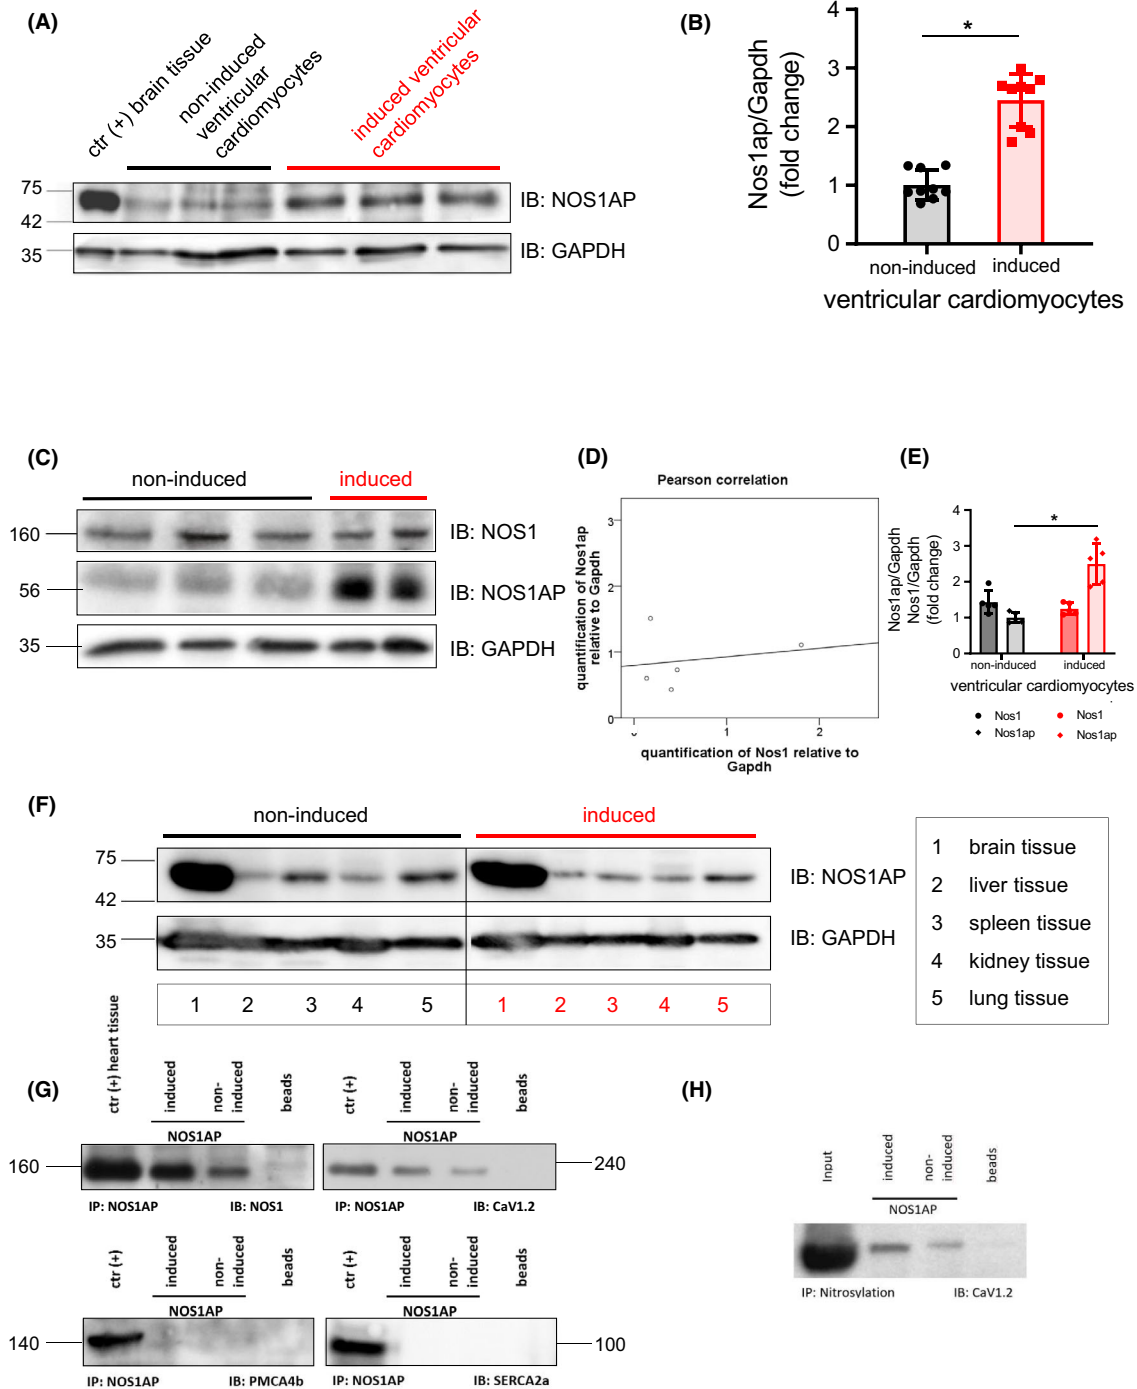 (A)
ctr (+) brain tissue
non-induced
ventricular
cardiomyocytes
induced ventricular
cardiomyocytes
75
42
35
IB: NOS1AP
IB: GAPDH
(B)
Nos1ap/Gapdh
(fold change)
4
3
2
1
0
*
non-induced
induced
ventricular cardiomyocytes
(C)
non-induced
induced
160
IB: NOS1
56
IB: NOS1AP
35
IB: GAPDH
(D)
Pearson correlation
quantification of Nos1ap
relative to Gapdh
3
2
1
0
1
2
quantification of Nos1 relative to
Gapdh
(E)
Nos1ap/Gapdh
Nos1/Gapdh
(fold change)
4
3
2
1
0
*
non-induced
induced
ventricular cardiomyocytes
Nos1
Nos1
Nos1ap
Nos1ap
(F)
non-induced
induced
75
42
35
IB: NOS1AP
IB: GAPDH
1 2 3 4 5
1 2 3 4 5
1 brain tissue
2 liver tissue
3 spleen tissue
4 kidney tissue
5 lung tissue
(G)
ctr (+) heart tissue
induced
non-
induced
beads
NOS1AP
160
IP: NOS1AP
IB: NOS1
ctr (+)
induced
non-
induced
beads
NOS1AP
240
IP: NOS1AP
IB: CaV1.2
ctr (+)
induced
non-
induced
beads
NOS1AP
140
IP: NOS1AP
IB: PMCA4b
ctr (+)
induced
non-
induced
beads
NOS1AP
100
IP: NOS1AP
IB: SERCA2a
(H)
Input
induced
non-
induced
beads
NOS1AP
IP: Nitrosylation
IB: CaV1.2